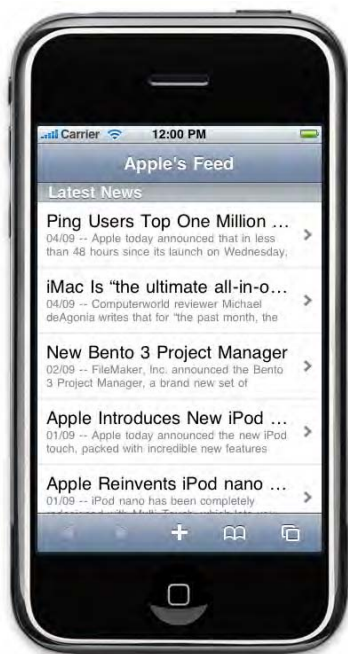 Carrier 12:00 PM
Apple's Feed
Latest News
Ping Users Top One Million ...
04/09 -- Apple today announced that in less
than 48 hours since its launch on Wednesday,
iMac Is “the ultimate all-in-o...
04/09 -- Computerworld reviewer Michael
deAgonia writes that for “the past month, the
New Bento 3 Project Manager
02/09 -- FileMaker, Inc. announced the Bento
3 Project Manager, a brand new set of
Apple Introduces New iPod ...
01/09 -- Apple today announced the new iPod
touch, packed with incredible new features
Apple Reinvents iPod nano ...
01/09 -- iPod nano has been completely